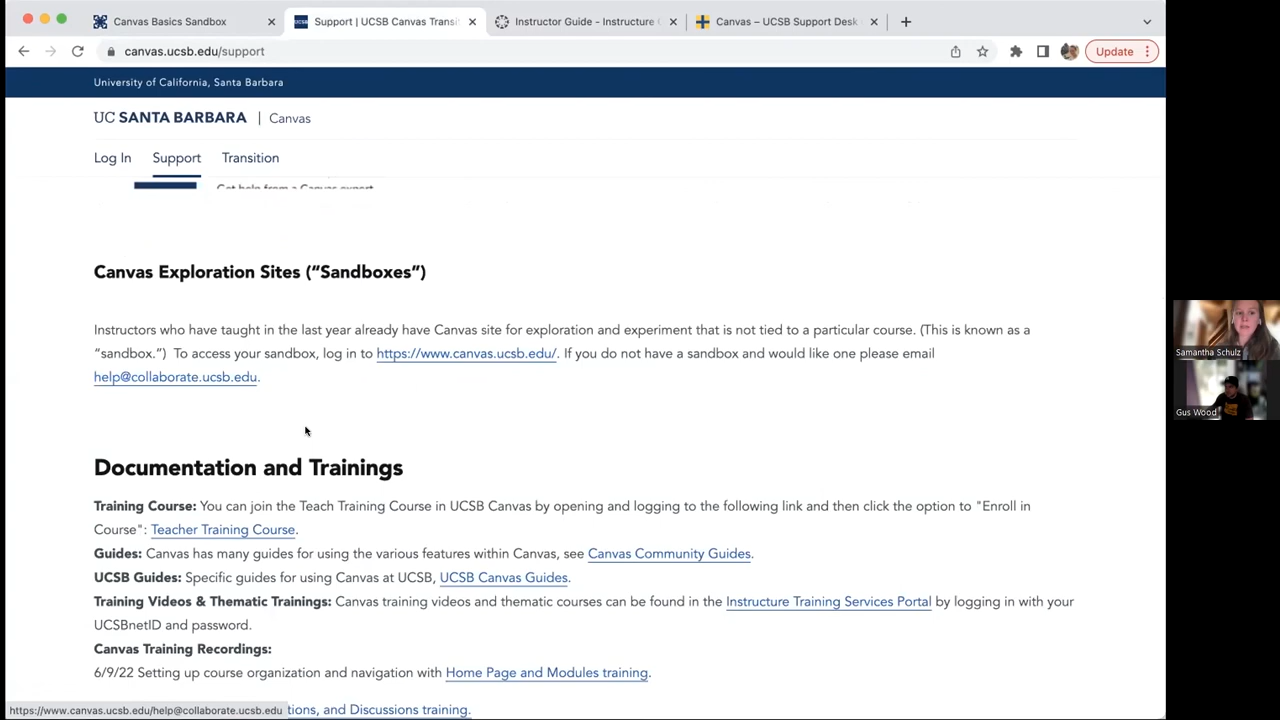 Canvas Basics Sandbox
Support | UCSB Canvas Transit
Instructor Guide - Instructure C
Canvas – UCSB Support Desk
canvas.ucsb.edu/support
Update
University of California, Santa Barbara
UC SANTA BARBARA | Canvas
Log In Support Transition
Get help from a Canvas expert
Canvas Exploration Sites (“Sandboxes”)
Instructors who have taught in the last year already have Canvas site for exploration and experiment that is not tied to a particular course. (This is known as a
“sandbox.”) To access your sandbox, log in to https://www.canvas.ucsb.edu/. If you do not have a sandbox and would like one please email
help@collaborate.ucsb.edu.
Documentation and Trainings
Training Course: You can join the Teach Training Course in UCSB Canvas by opening and logging to the following link and then click the option to "Enroll in
Course": Teacher Training Course.
Guides: Canvas has many guides for using the various features within Canvas, see Canvas Community Guides.
UCSB Guides: Specific guides for using Canvas at UCSB, UCSB Canvas Guides.
Training Videos & Thematic Trainings: Canvas training videos and thematic courses can be found in the Instructure Training Services Portal by logging in with your
UCSBnetID and password.
Canvas Training Recordings:
6/9/22 Setting up course organization and navigation with Home Page and Modules training.
https://www.canvas.ucsb.edu/help@collaborate.ucsb.edu tions, and Discussions training.
Samantha Schulz
Gus Wood